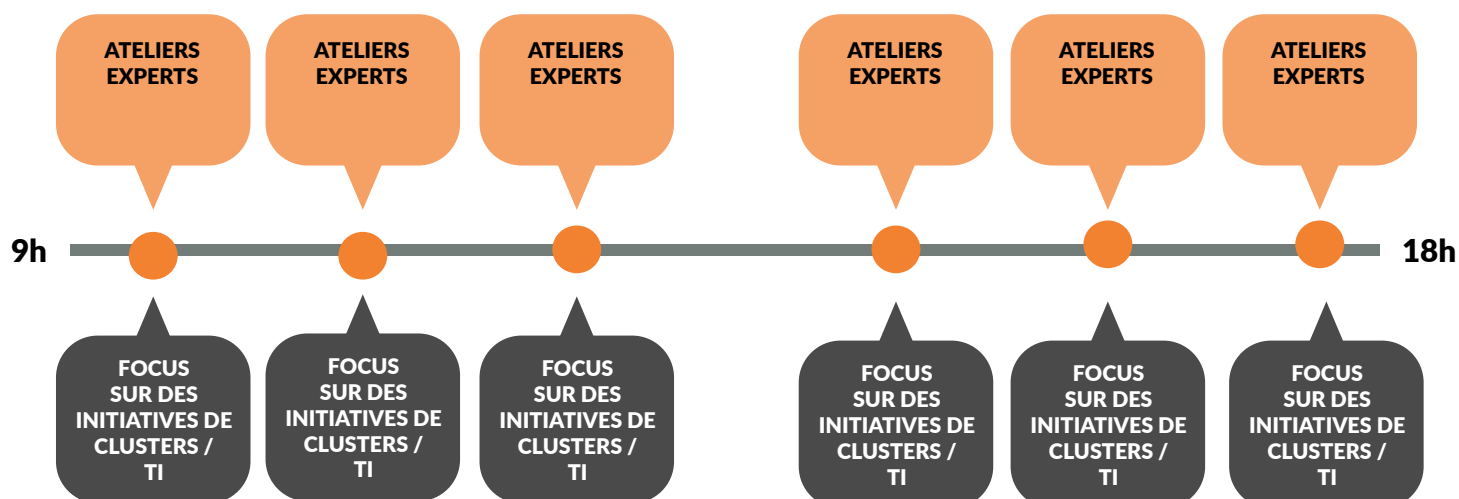 ATELIERS
EXPERTS
ATELIERS
EXPERTS
ATELIERS
EXPERTS
ATELIERS
EXPERTS
ATELIERS
EXPERTS
ATELIERS
EXPERTS
9h
18h
FOCUS
SUR DES
INITIATIVES DE
CLUSTERS /
TI
FOCUS
SUR DES
INITIATIVES DE
CLUSTERS /
TI
FOCUS
SUR DES
INITIATIVES DE
CLUSTERS /
TI
FOCUS
SUR DES
INITIATIVES DE
CLUSTERS /
TI
FOCUS
SUR DES
INITIATIVES DE
CLUSTERS /
TI
FOCUS
SUR DES
INITIATIVES DE
CLUSTERS /
TI